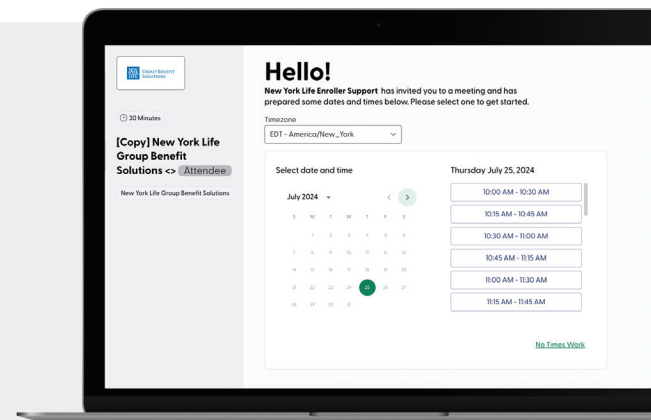 NEW YORK LIFE
GROUP BENEFIT
SOLUTIONS
30 Minutes
[Copy] New York Life
Group Benefit
Solutions <> Attendee
New York Life Group Benefit Solutions
Hello!
New York Life Enroller Support has invited you
to a meeting and has
prepared some dates and times below. Please select one to get started.
Timezone
EDT - America/New_York
Select date and time
July 2024
S M T W T F S
1 2 3 4 5 6
7 8 9 10 11 12 13
14 15 16 17 18 19 20
21 22 23 24 25 26 27
28 29 30 31
Thursday July 25, 2024
10:00 AM - 10:30 AM
10:15 AM - 10:45 AM
10:30 AM - 11:00 AM
10:45 AM - 11:15 AM
11:00 AM - 11:30 AM
11:15 AM - 11:45 AM
No Times Work